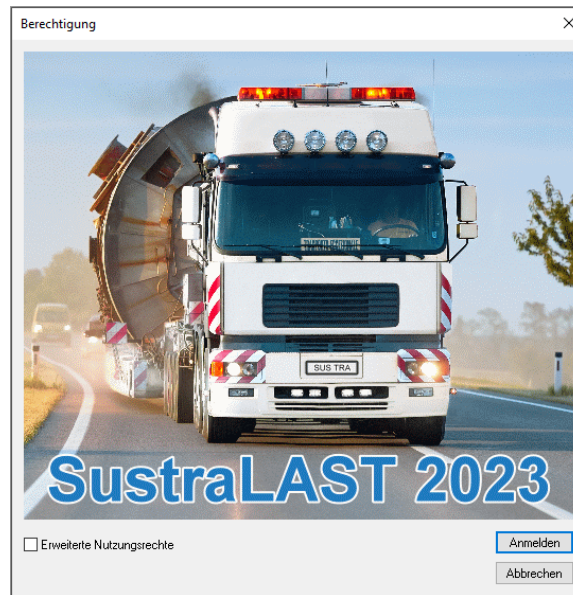 Berechtigung
SUS TRA
SustraLAST 2023
Erweiterte Nutzungsrechte
Anmelden
Abbrechen